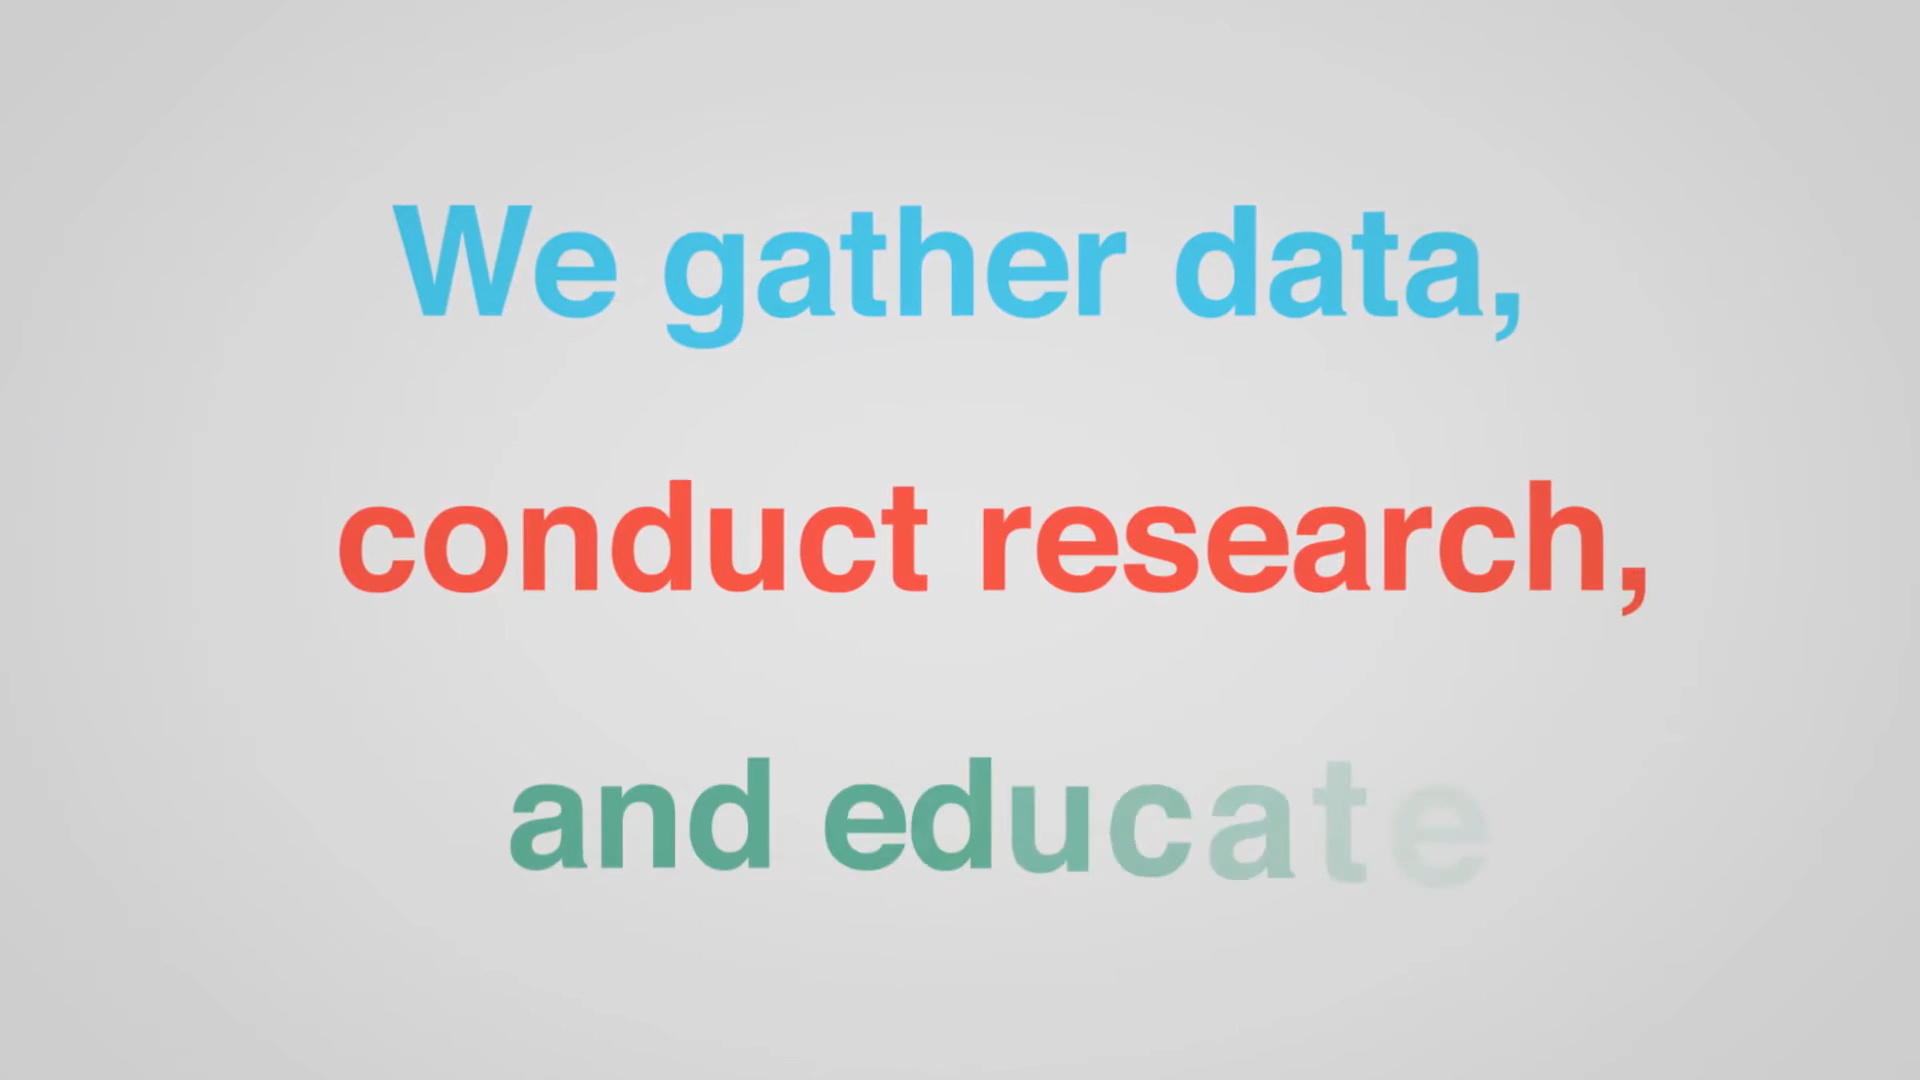 We gather data,
conduct research,
and educate